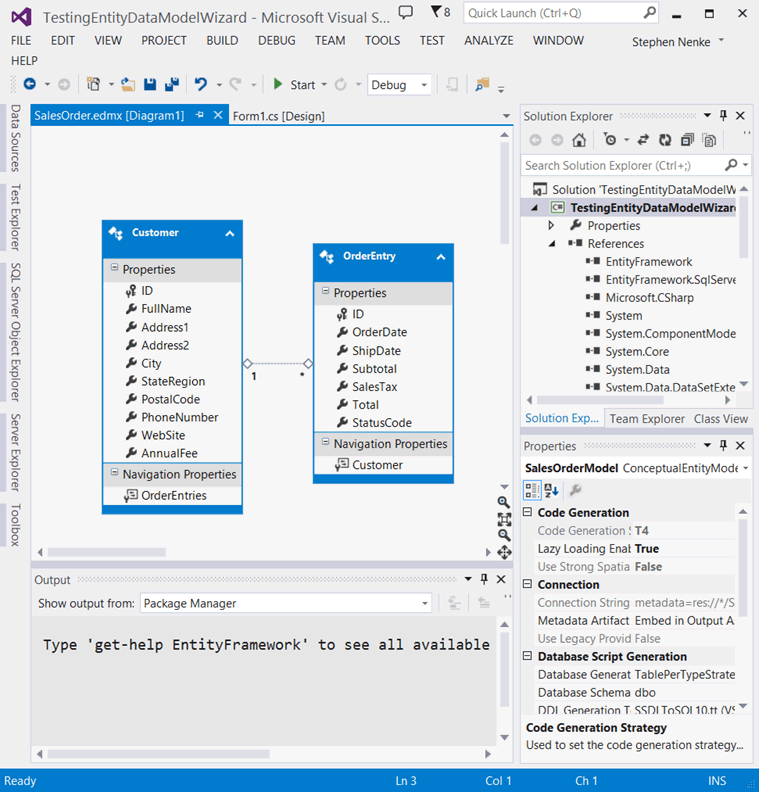 TestingEntityDataModelWizard - Microsoft Visual S...
8
Quick Launch (Ctrl+Q)
FILE EDIT VIEW PROJECT BUILD DEBUG TEAM TOOLS TEST ANALYZE WINDOW
Stephen Nenke
HELP
Start
Debug
Data Sources
Test Explorer
SQL Server Object Explorer
Server Explorer
Toolbox
SalesOrder.edmx [Diagram1]
Form1.cs [Design]
Customer
Properties
ID
FullName
Address1
Address2
City
StateRegion
PostalCode
PhoneNumber
WebSite
AnnualFee
Navigation Properties
OrderEntries
1
*
OrderEntry
Properties
ID
OrderDate
ShipDate
Subtotal
SalesTax
Total
StatusCode
Navigation Properties
Customer
Output
Show output from: Package Manager
Type 'get-help EntityFramework' to see all available
Solution Explorer
Search Solution Explorer (Ctrl+;)
Solution 'TestingEntityDataModelW
TestingEntityDataModelWizard
Properties
References
EntityFramework
EntityFramework.SqlServe
Microsoft.CSharp
System
System.ComponentMode
System.Core
System.Data
System.Data.DataSetExte
Solution Exp... Team Explorer Class View
Properties
SalesOrderModel ConceptualEntityMode
Code Generation
Code Generation S T4
Lazy Loading Enab True
Use Strong Spatia False
Connection
Connection String metadata=res://*/S
Metadata Artifact Embed in Output As
Use Legacy Provid False
Database Script Generation
Database Generat TablePerTypeStrate
Database Schema dbo
DDL Generation T SSDLToSQL10.tt (VS
Code Generation Strategy
Used to set the code generation strategy...
Ready
Ln 3
Col 1
Ch 1
INS